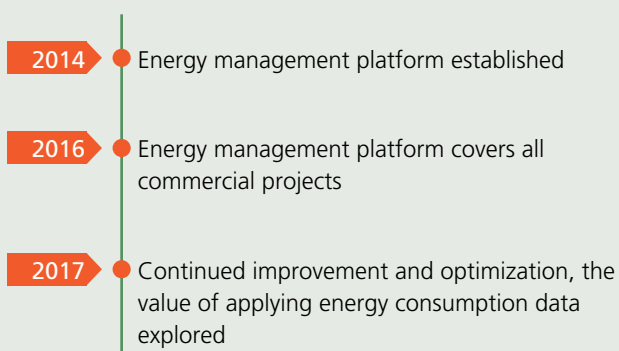 2014 Energy management platform established
2016 Energy management platform covers all
commercial projects
2017 Continued improvement and optimization, the
value of applying energy consumption data
explored